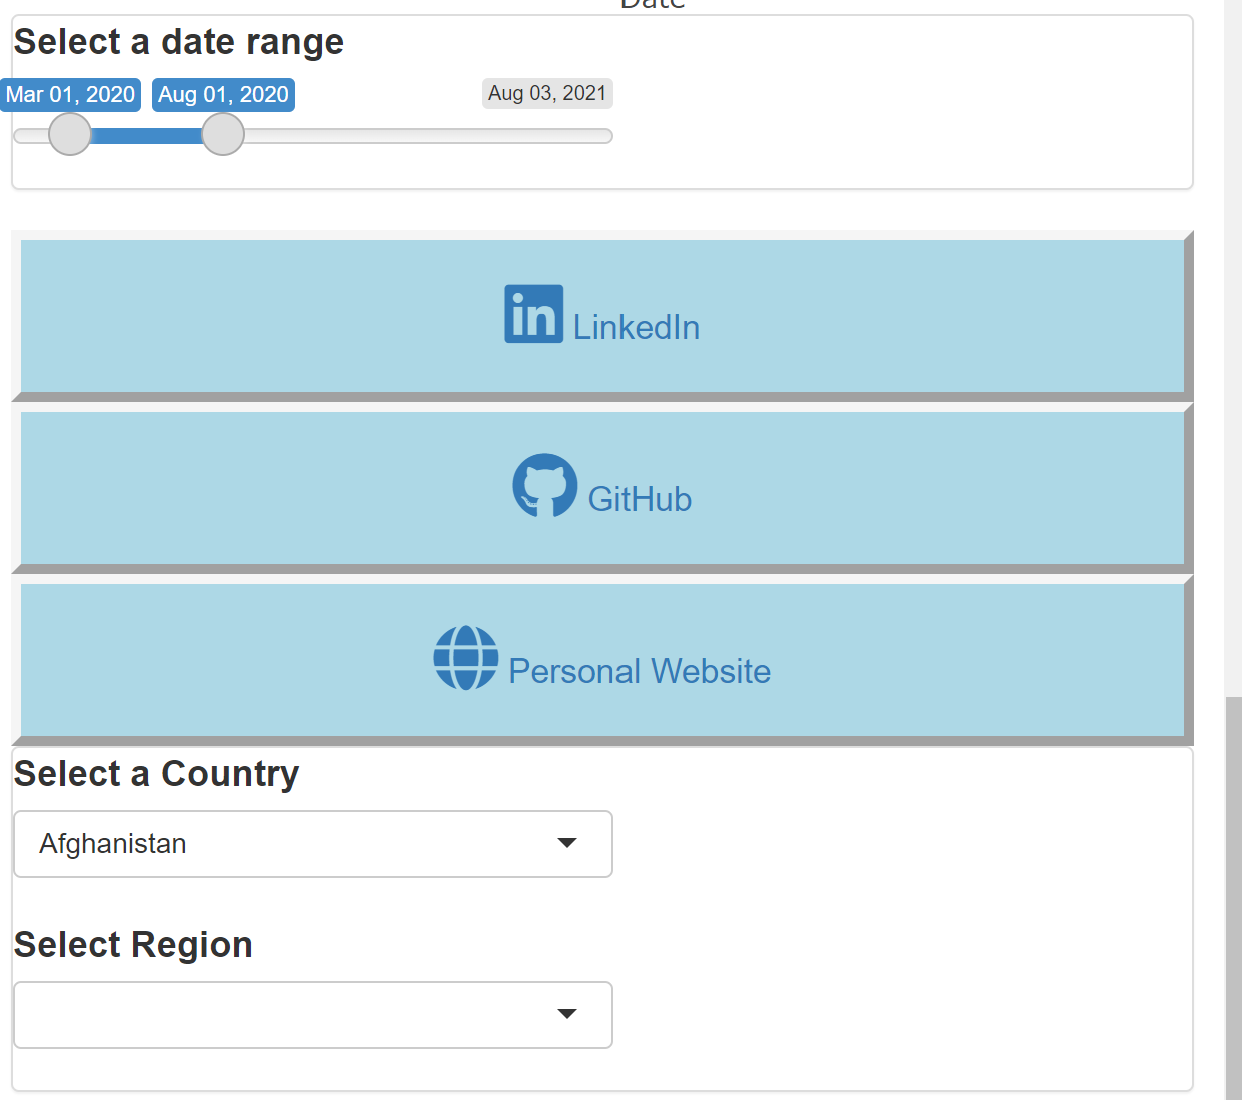 Date
Select a date range
Mar 01, 2020 Aug 01, 2020 Aug 03, 2021
in LinkedIn
GitHub
Personal Website
Select a Country
Afghanistan
Select Region